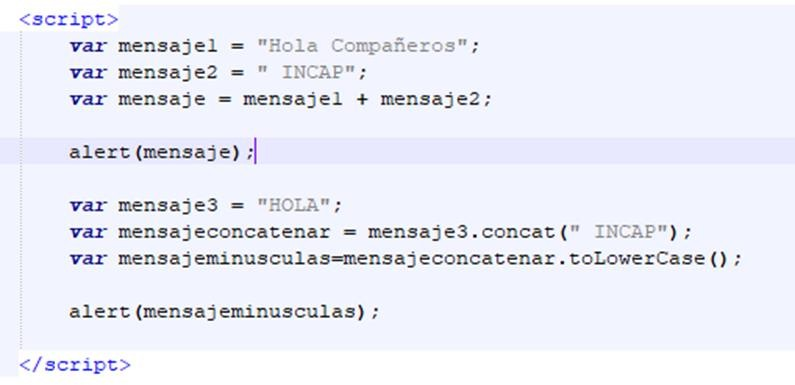 <script>
var mensaje1 = "Hola Compañeros";
var mensaje2 = " INCAP";
var mensaje = mensaje1 + mensaje2;
alert(mensaje);
var mensaje3 = "HOLA";
var mensajeconcatenar = mensaje3.concat(" INCAP");
var mensajeminusculas=mensajeconcatenar.toLowerCase();
alert(mensajeminusculas);
</script>